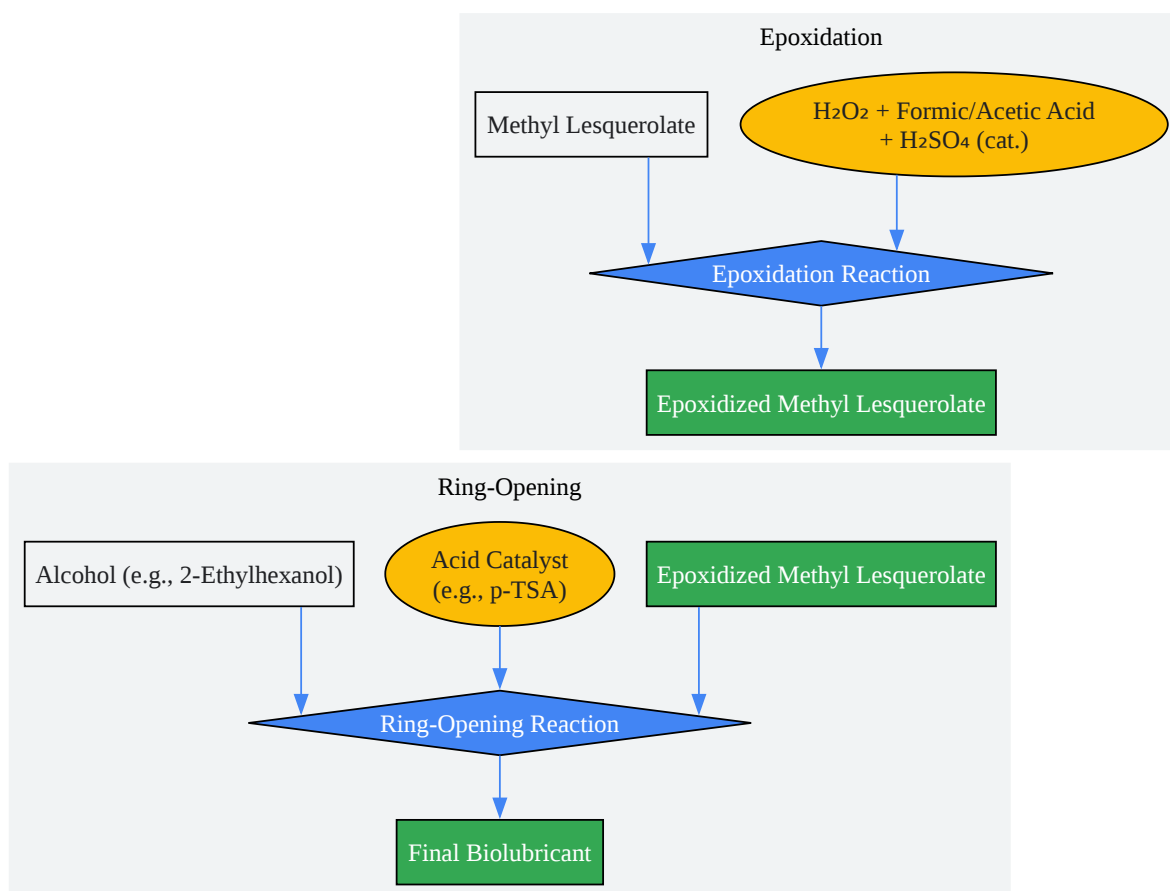 Epoxidation
Methyl Lesquerolate
H₂O₂ + Formic/Acetic Acid
+ H₂SO₄ (cat.)
Epoxidation Reaction
Epoxidized Methyl Lesquerolate
Ring-Opening
Alcohol (e.g., 2-Ethylhexanol)
Acid Catalyst
(e.g., p-TSA)
Epoxidized Methyl Lesquerolate
Ring-Opening Reaction
Final Biolubricant